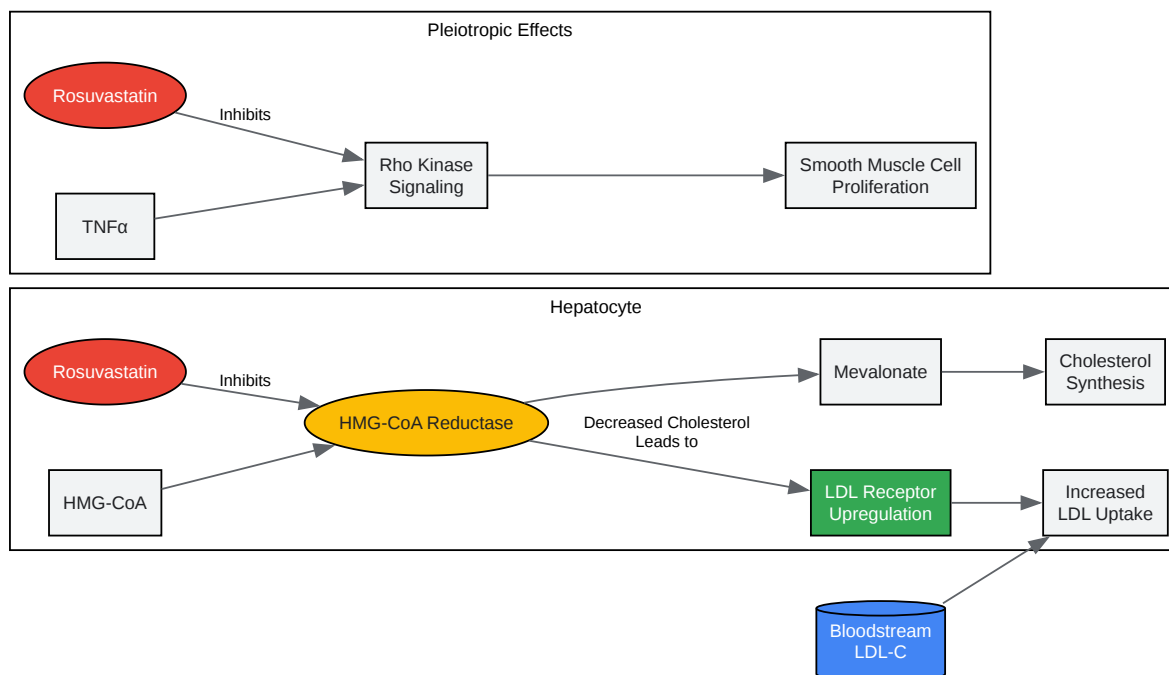 Pleiotropic Effects
Rosuvastatin
Inhibits
TNFα
Rho Kinase
Signaling
Smooth Muscle Cell
Proliferation
Hepatocyte
Rosuvastatin
Inhibits
HMG-CoA
HMG-CoA Reductase
Decreased Cholesterol
Leads to
Mevalonate
Cholesterol
Synthesis
LDL Receptor
Upregulation
Increased
LDL Uptake
Bloodstream
LDL-C